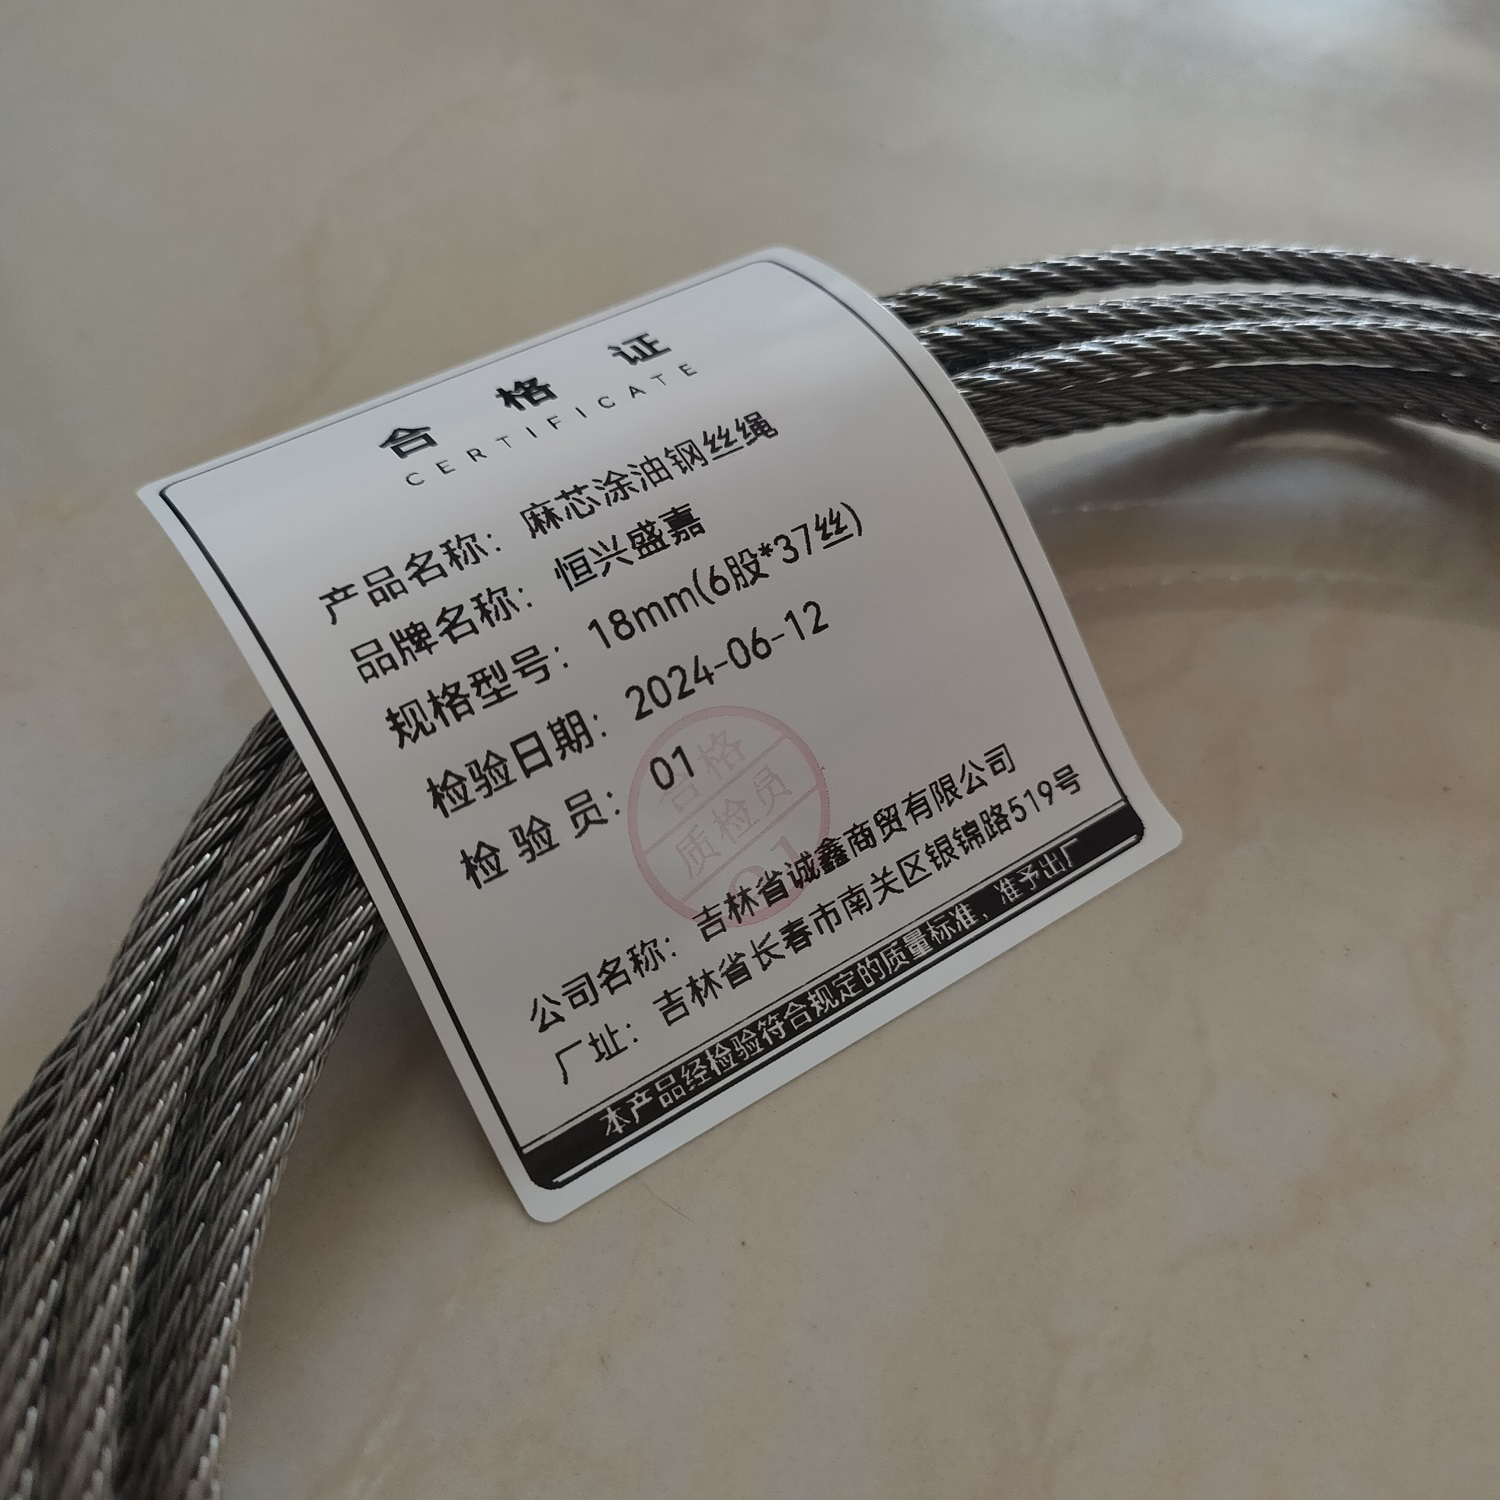 合格证
CERTIFICATE
产品名称：麻芯涂油钢丝绳
品牌名称：恒兴盛嘉
规格型号：18mm(6股*37丝)
检验日期：2024-06-12
检验员：01
合格
质检员
01
公司名称：吉林省诚鑫商贸有限公司
厂址：吉林省长春市南关区银锦路519号
本产品经检验符合规定的质量标准，准予出厂